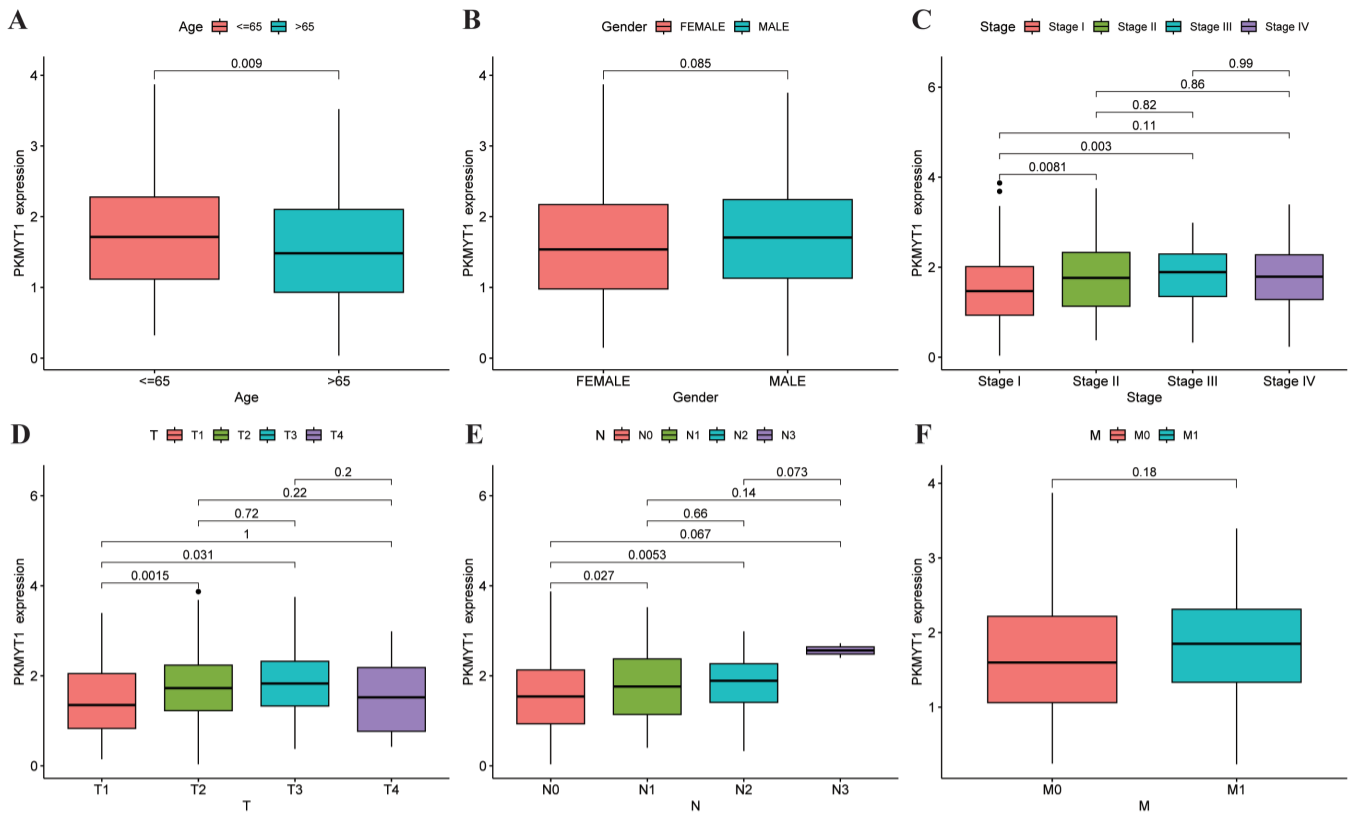 A
Age <=65 >65
0.009
4
3
2
1
0
PKMYT1 expression
<=65 >65
Age
B
Gender FEMALE MALE
0.085
4
3
2
1
0
PKMYT1 expression
FEMALE MALE
Gender
C
Stage Stage I Stage II Stage III Stage IV
0.99
0.86
0.82
0.11
0.003
0.0081
6
4
2
0
PKMYT1 expression
Stage I Stage II Stage III Stage IV
Stage
D
T T1 T2 T3 T4
0.2
0.22
0.72
1
0.031
0.0015
6
4
2
0
PKMYT1 expression
T1 T2 T3 T4
T
E
N N0 N1 N2 N3
0.073
0.14
0.66
0.067
0.0053
0.027
6
4
2
0
PKMYT1 expression
N0 N1 N2 N3
N
F
M M0 M1
0.18
4
3
2
1
PKMYT1 expression
M0 M1
M